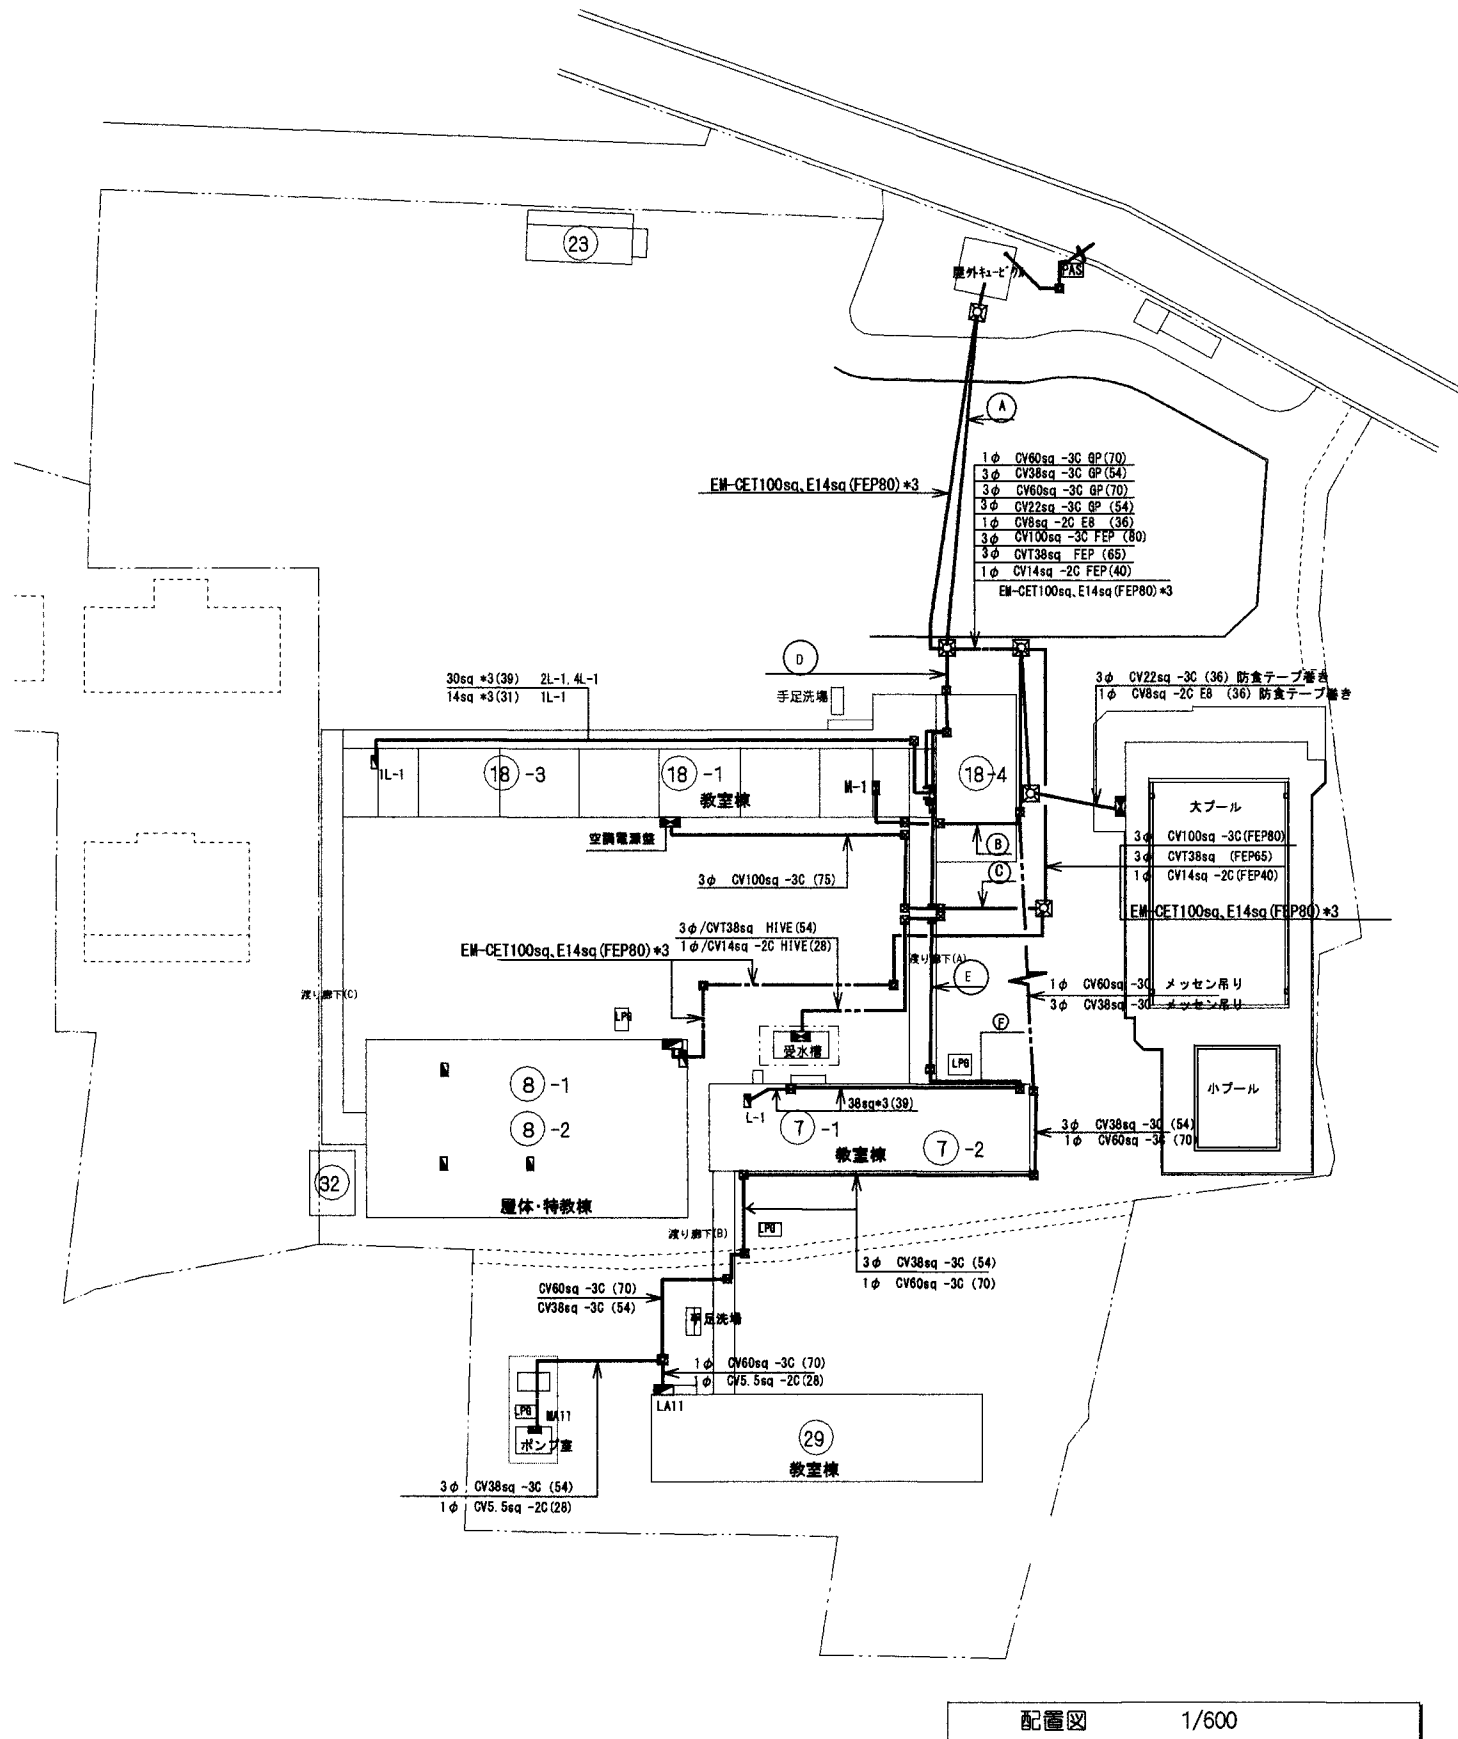 23
屋外キュービクル
PAS
A
1φ CV60sq -3C GP(70)
3φ CV38sq -3C GP(54)
3φ CV60sq -3C GP(70)
3φ CV22sq -3C GP (54)
1φ CV8sq -2C E8 (36)
3φ CV100sq -3C FEP (80)
3φ CVT38sq FEP (65)
1φ CV14sq -2C FEP(40)
EM-CET100sq、E14sq(FEP80)*3
EM-CET100sq、E14sq(FEP80)*3
D
手足洗場
30sq *3(39) 2L-1, 4L-1
14sq *3(31) 1L-1
3φ CV22sq -3C (36) 防食テープ巻き
1φ CV8sq -2C E8 (36) 防食テープ巻き
1L-1
18 -3
18 -1
教室棟
M-1
18-4
大プール
空調電源盤
B
C
3φ CV100sq -3C (75)
3φ CV100sq -3C(FEP80)
3φ CVT38sq (FEP65)
1φ CV14sq -2C(FEP40)
EM-CET100sq、E14sq(FEP80)*3
3φ/CVT38sq HIVE(54)
1φ/CV14sq -2C HIVE(28)
EM-CET100sq、E14sq(FEP80)*3
渡り廊下(A)
E
渡り廊下(C)
1φ CV60sq -3C メッセン吊り
3φ CV38sq -3C メッセン吊り
LPG
受水槽
F
LPG
小プール
8 -1
8 -2
L-1
38sq*3(39)
7 -1
教室棟
7 -2
3φ CV38sq -3C (54)
1φ CV60sq -3C (70)
32
屋体・特教棟
渡り廊下(B)
LPG
3φ CV38sq -3C (54)
1φ CV60sq -3C (70)
CV60sq -3C (70)
CV38sq -3C (54)
手足洗場
1φ CV60sq -3C (70)
1φ CV5.5sq -2C(28)
LA11
LPG
MA11
ポンプ室
29
教室棟
3φ CV38sq -3C (54)
1φ CV5.5sq -2C(28)
配置図 1/600